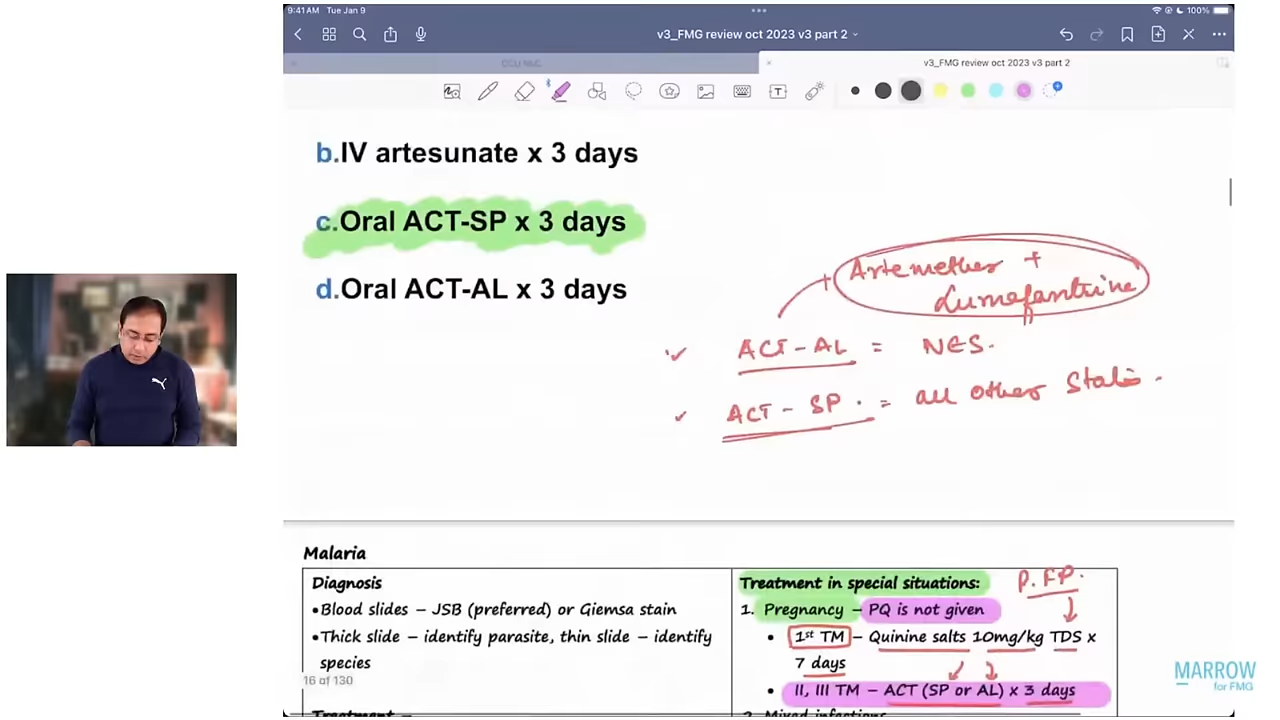 9:41 AM Tue Jan 9
100%
v3_FMG review oct 2023 v3 part 2
v3_FMG review oct 2023 v3 part 2
b.IV artesunate x 3 days
c.Oral ACT-SP x 3 days
d.Oral ACT-AL x 3 days
Artemether +
Lumefantrine
ACT-AL = NES.
ACT-SP. = all other States.
Malaria
Diagnosis
•Blood slides – JSB (preferred) or Giemsa stain
•Thick slide – identify parasite, thin slide – identify
species
16 of 130
Treatment –
Treatment in special situations:
P.FP.
1. Pregnancy – PQ is not given
• 1st TM – Quinine salts 10mg/kg TDS x
7 days
• II, III TM – ACT (SP or AL) x 3 days
2. Mixed infections
MARROW
for FMG